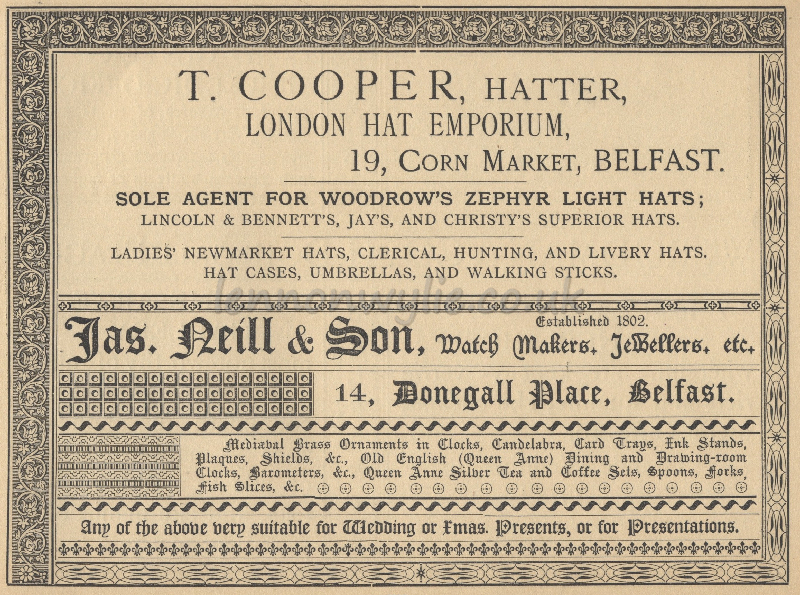 T. COOPER, HATTER,
LONDON HAT EMPORIUM,
19, CORN MARKET, BELFAST.
SOLE AGENT FOR WOODROW'S ZEPHYR LIGHT HATS;
LINCOLN & BENNETT'S, JAY'S, AND CHRISTY'S SUPERIOR HATS.
LADIES' NEWMARKET HATS, CLERICAL, HUNTING, AND LIVERY HATS.
HAT CASES, UMBRELLAS, AND WALKING STICKS.
lennonwylie.co.uk
Established 1802.
Jas. Neill & Son, Watch Makers, Jewellers, etc.
14, Donegall Place, Belfast.
Mediæval Brass Ornaments in Clocks, Candelabra, Card Trays, Ink Stands,
Plaques, Shields, &c., Old English (Queen Anne) Dining and Drawing-room
Clocks, Barometers, &c., Queen Anne Silver Tea and Coffee Sets, Spoons, Forks,
Fish Slices, &c.
Any of the above very suitable for Wedding or Xmas. Presents, or for Presentations.